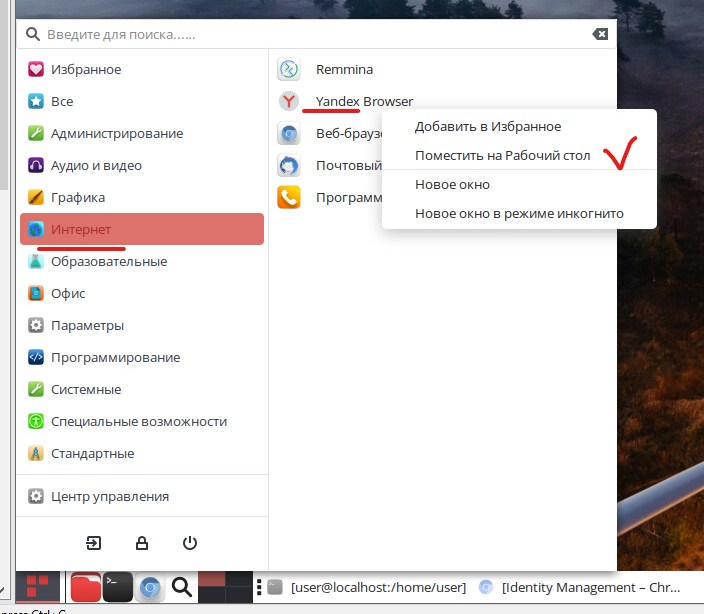 Введите для поиска......
Избранное
Все
Администрирование
Аудио и видео
Графика
Интернет
Образовательные
Офис
Параметры
Программирование
Системные
Специальные возможности
Стандартные
Центр управления
Remmina
Yandex Browser
Веб-брауз
Почтовый
Программ
Добавить в Избранное
Поместить на Рабочий стол
Новое окно
Новое окно в режиме инкогнито
[user@localhost:/home/user]
[Identity Management – Chr...